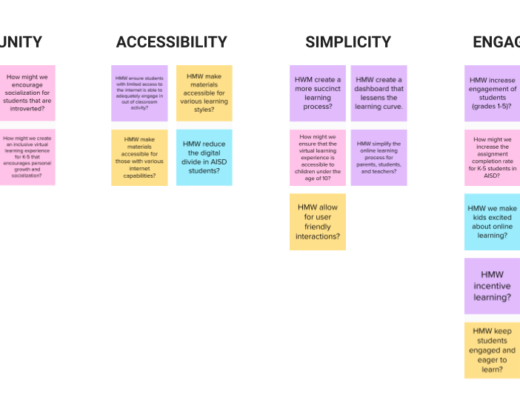 UNITY
How might we
encourage
socialization for
students that are
introverted?
How might we create
an inclusive virtual
learning experience
for K-5 that
encourages personal
growth and
socialization?
ACCESSIBILITY
HMW ensure students
with limited access to
the internet is able to
adequately engage in
out of classroom
activity?
HMW make
materials
accessible for
various learning
styles?
HMW make
materials
accessible for
those with various
internet
capabilities?
HMW reduce
the digital
divide in AISD
students?
SIMPLICITY
HWM create a
more succinct
learning
process?
HMW create a
dashboard that
lessens the
learning curve.
How might we
ensure that the
virtual learning
experience is
accessible to
children under the
age of 10?
HMW simplify the
online learning
process for
parents, students,
and teachers?
HMW allow
for user
friendly
interactions?
ENGAG
HMW increase
engagement of
students
(grades 1-5)?
How might we
increase the
assignment
completion rate
for K-5 students in
AISD?
HMW we make
kids excited
about online
learning?
HMW
incentive
learning?
HMW keep
students
engaged and
eager to
learn?